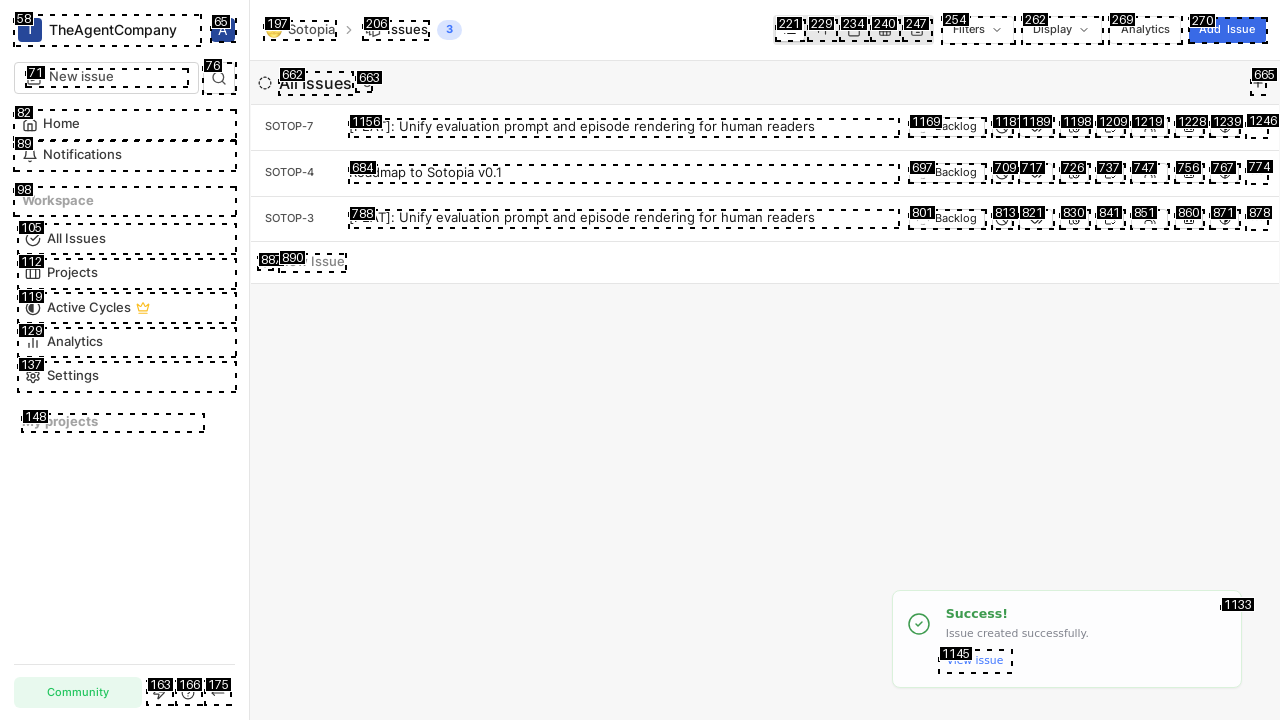 58
T
TheAgentCompany
65
A
71
New issue
76
82
Home
89
Notifications
98
Workspace
105
All Issues
112
Projects
119
Active Cycles
129
Analytics
137
Settings
148
projects
Community
163
166
175
197
Sotopia
206
Issues
3
221
229
234
240
247
254
Filters
262
Display
269
Analytics
270
Add Issue
662
All Issues
663
665
SOTOP-7
1156
: Unify evaluation prompt and episode rendering for human readers
1169
Backlog
118
1189
1198
1209
1219
1228
1239
1246
SOTOP-4
684
Roadmap to Sotopia v0.1
697
Backlog
709
717
726
737
747
756
767
774
SOTOP-3
788
: Unify evaluation prompt and episode rendering for human readers
801
Backlog
813
821
830
841
851
860
871
878
887
890
Issue
1133
Success!
Issue created successfully.
1145
View issue